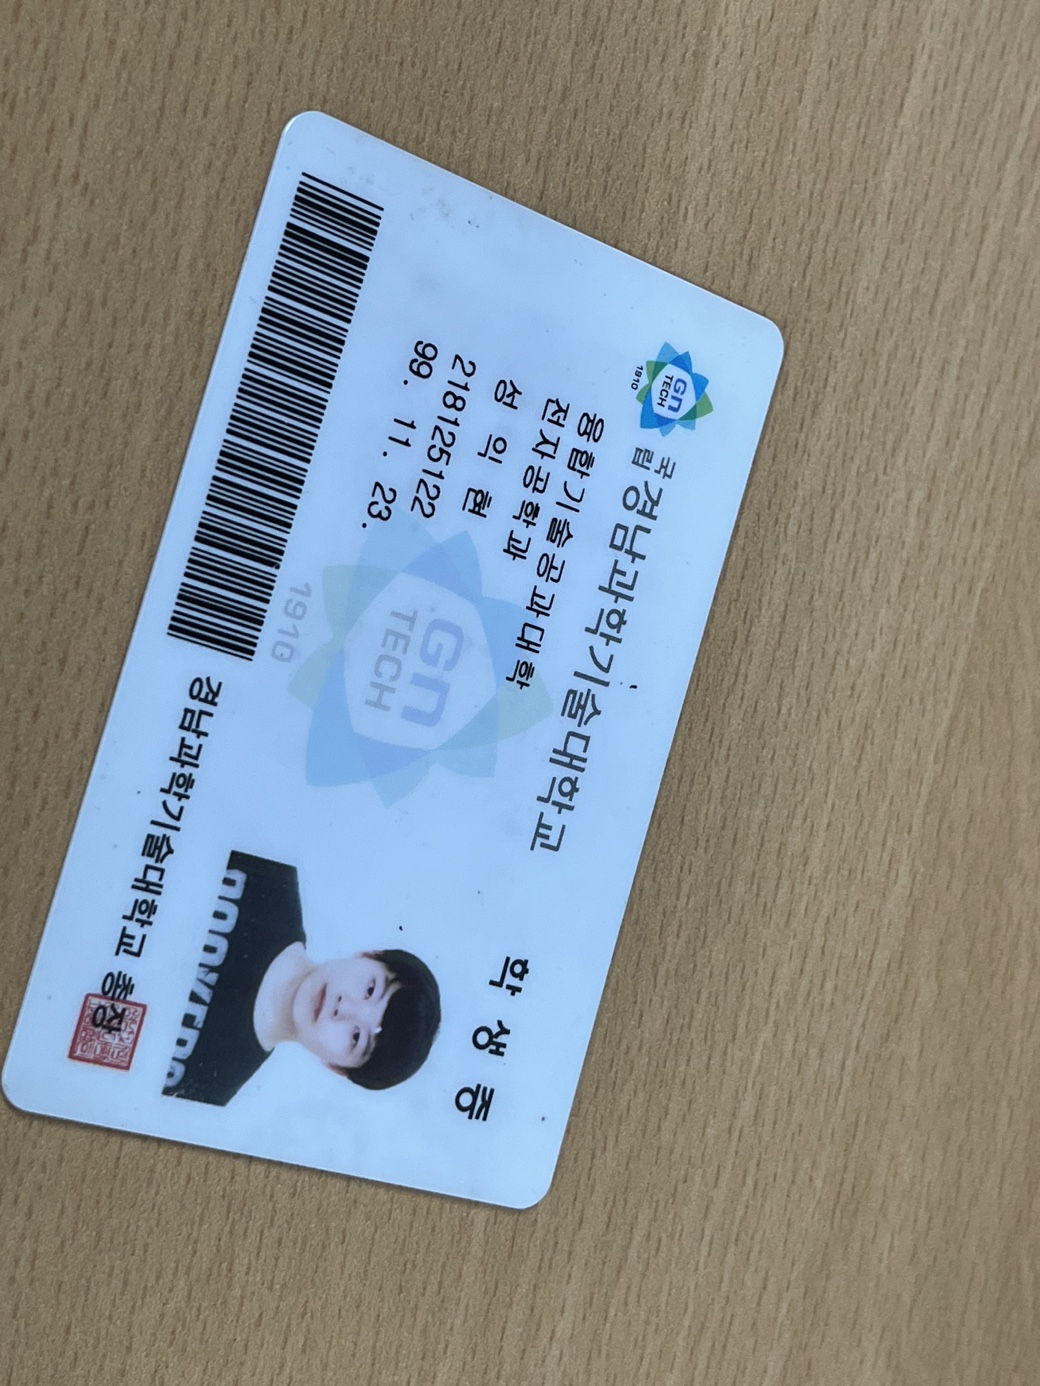 GN
TECH
1910
국립
경남과학기술대학교
학생증
융합기술공과대학
전자공학과
성 익 현
218125122
99. 11. 23.
GN
TECH
1910
경남과학기술대학교 총장